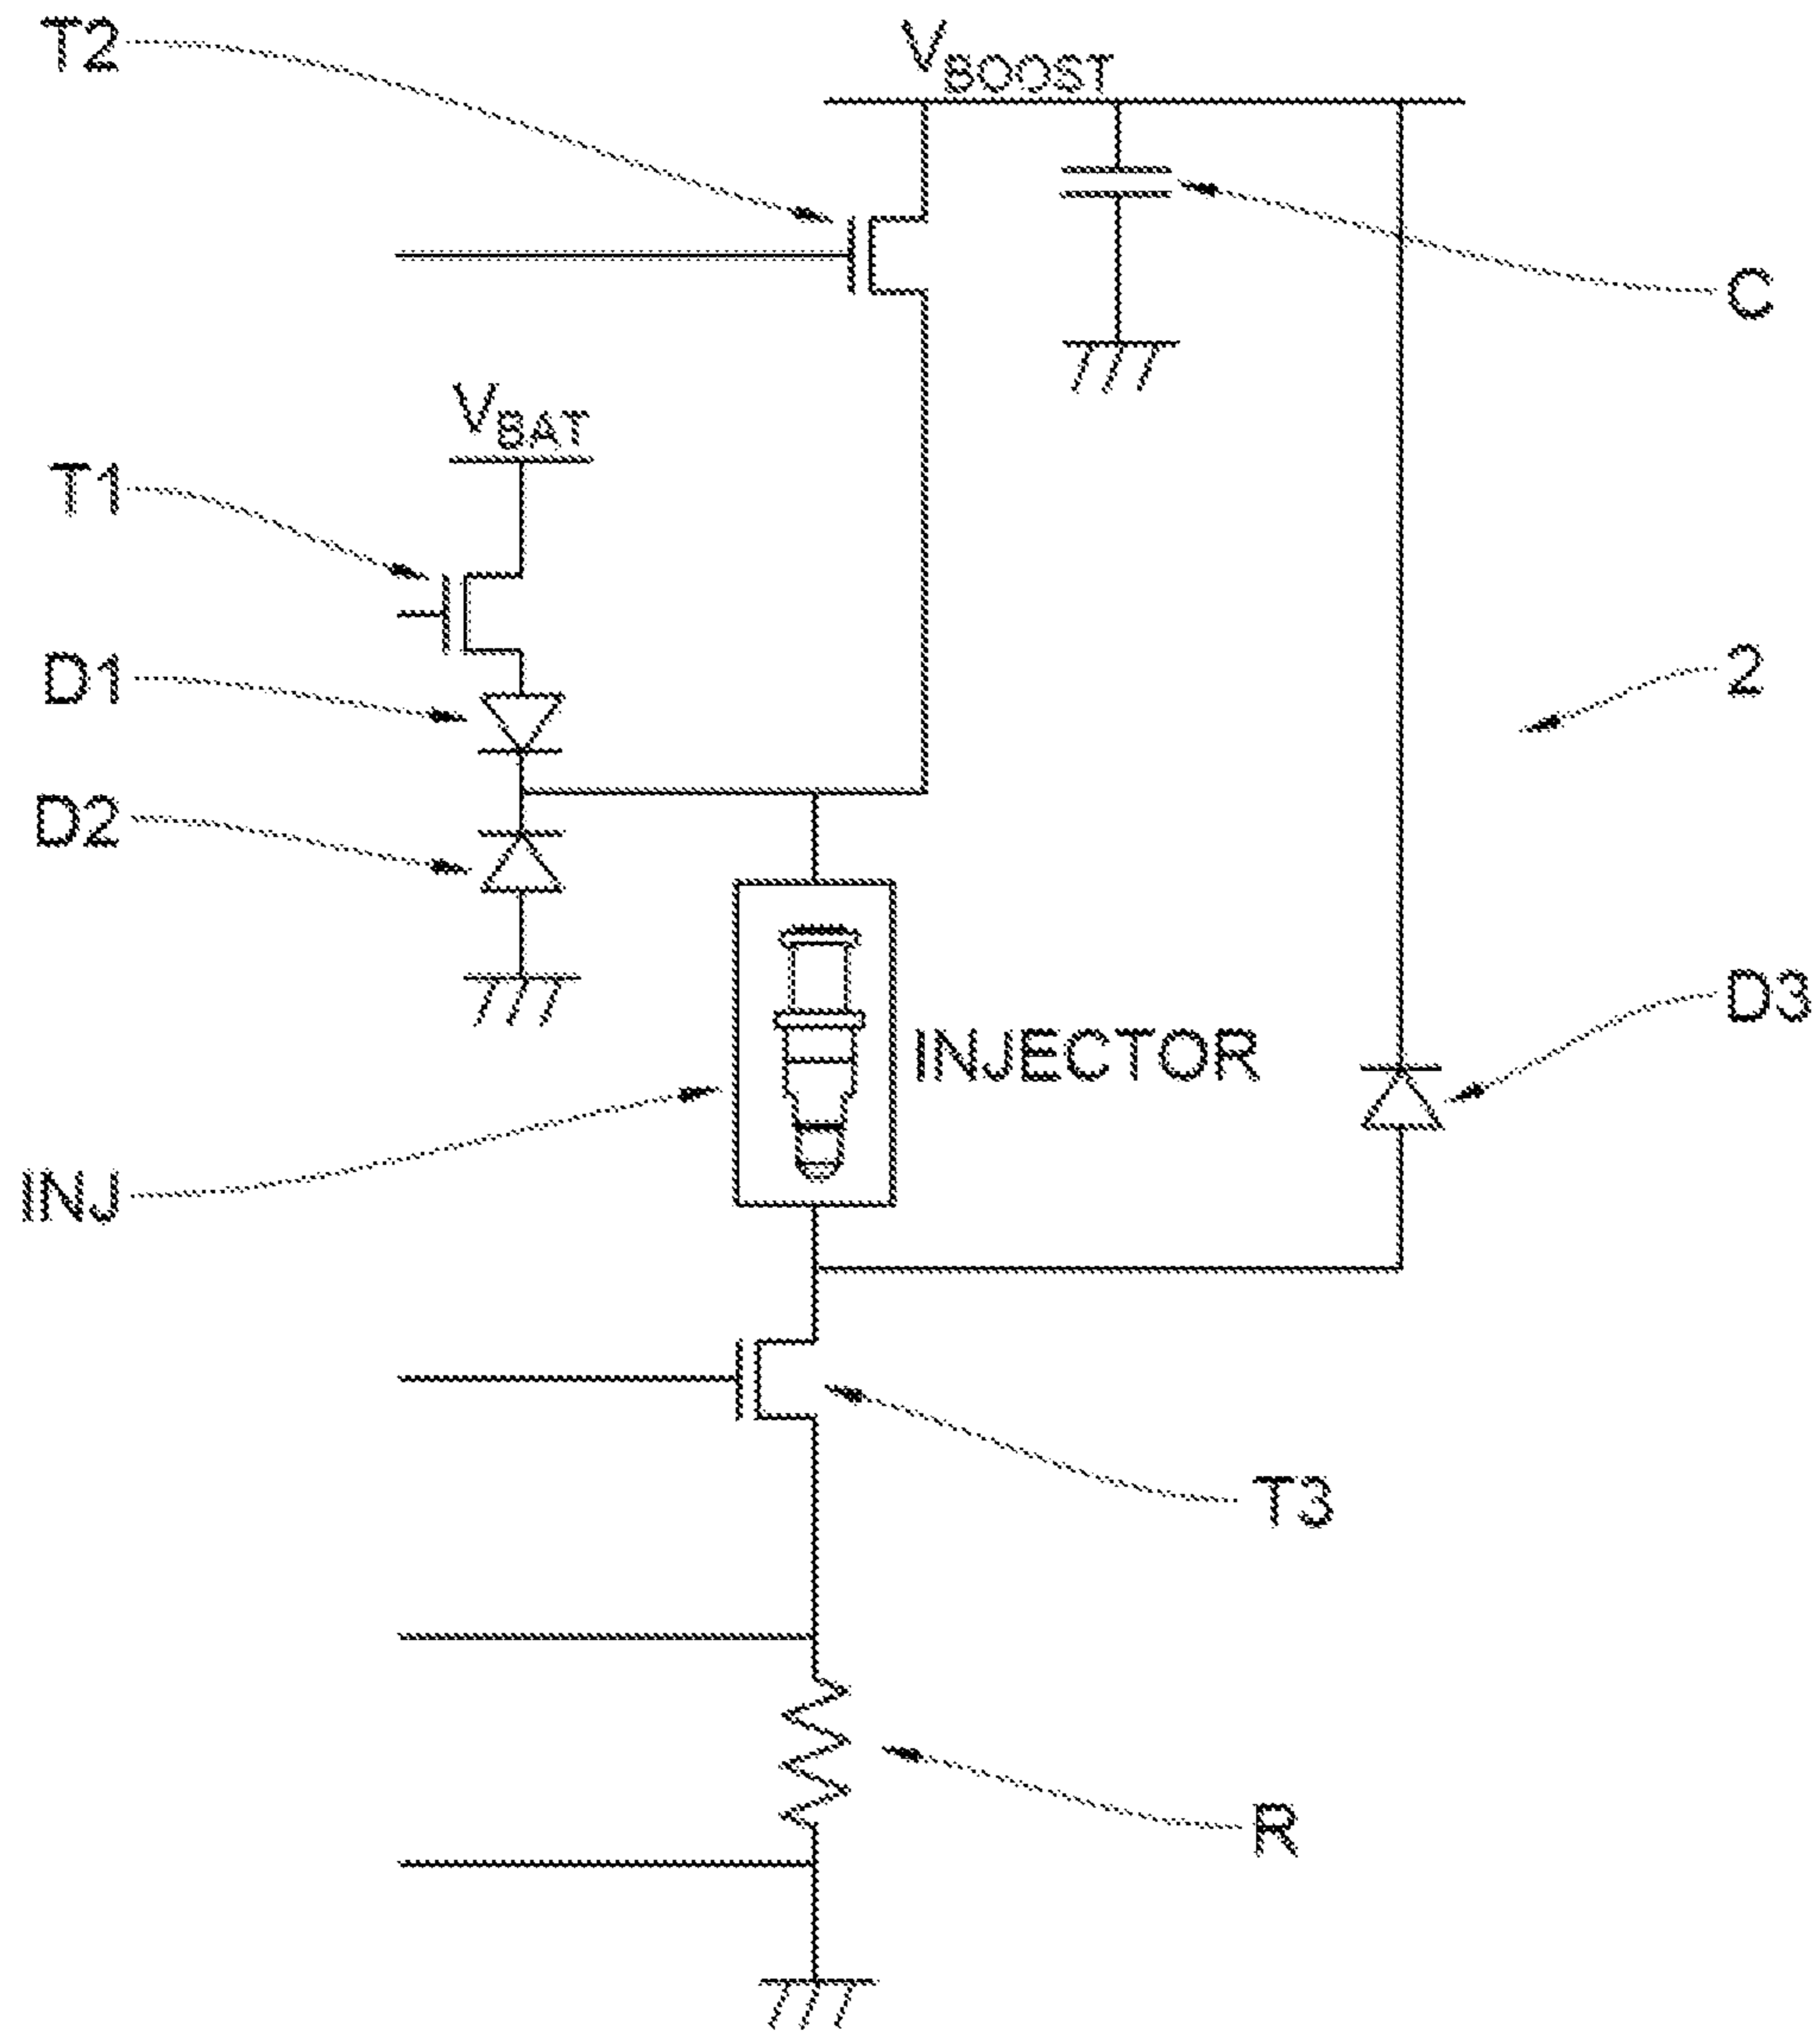 T2
VBOOST
C
VBAT
T1
D1
2
D2
D3
INJECTOR
INJ
T3
R